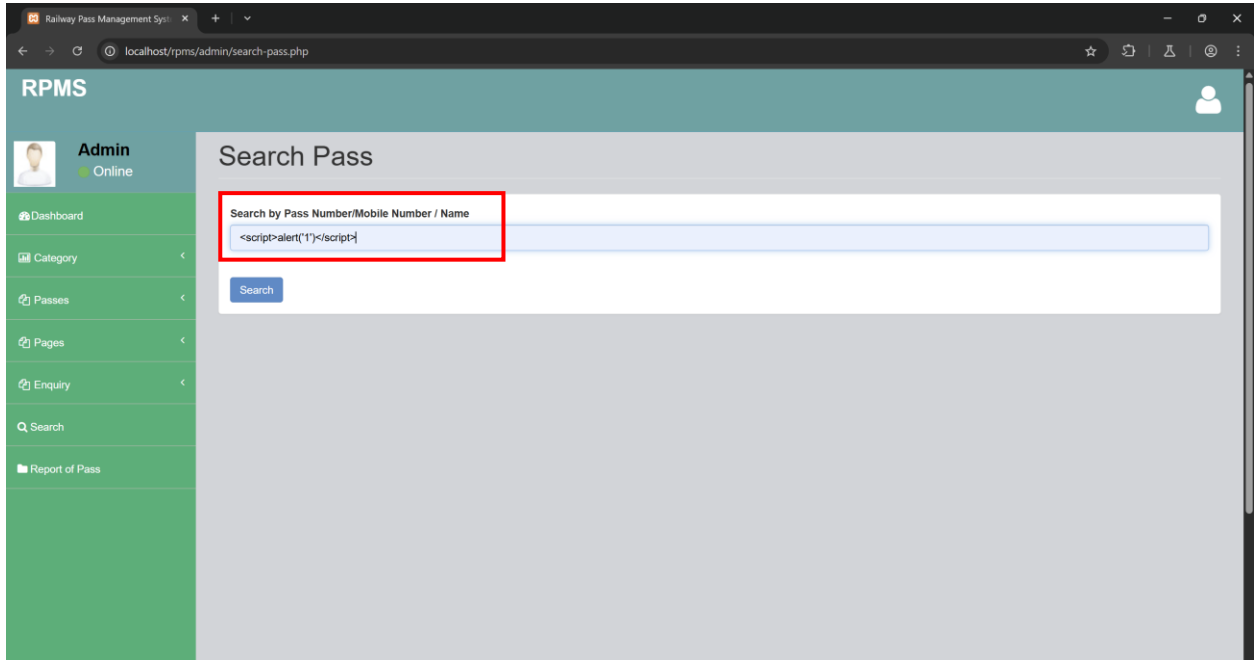 Railway Pass Management Syst
localhost/rpms/admin/search-pass.php
RPMS
Admin
Online
Search Pass
Dashboard
Category
Passes
Pages
Enquiry
Search
Report of Pass
Search by Pass Number/Mobile Number / Name
<script>alert('1')</script>
Search